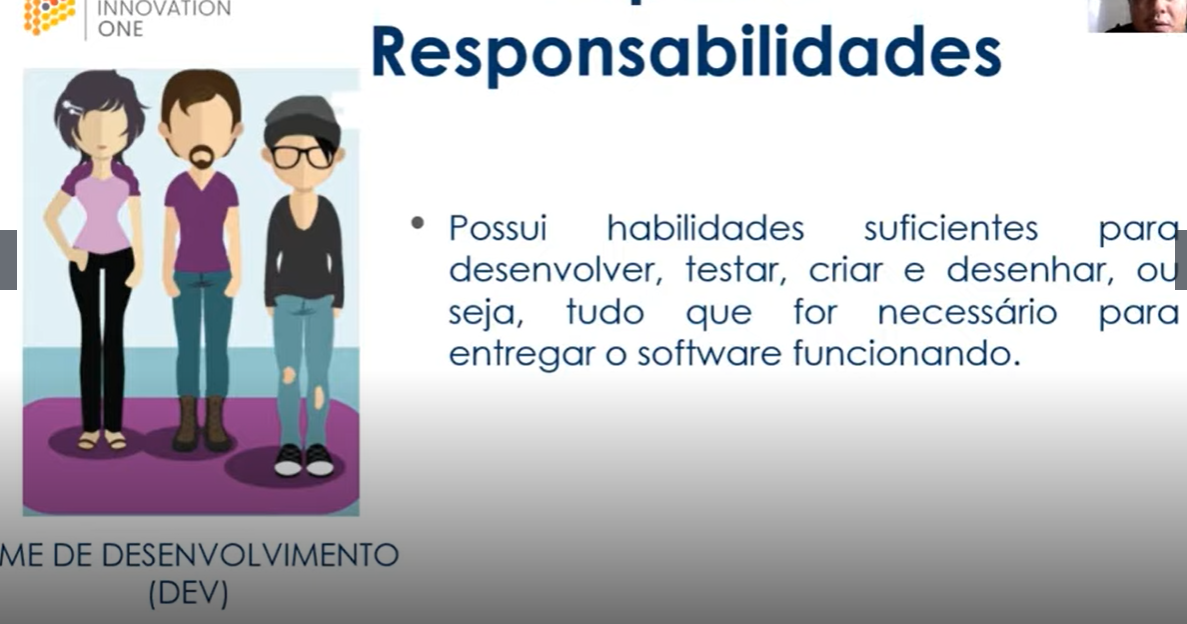 INNOVATION
ONE
Responsabilidades
Possui habilidades suficientes para
desenvolver, testar, criar e desenhar, ou
seja, tudo que for necessário para
entregar o software funcionando.
ME DE DESENVOLVIMENTO
(DEV)